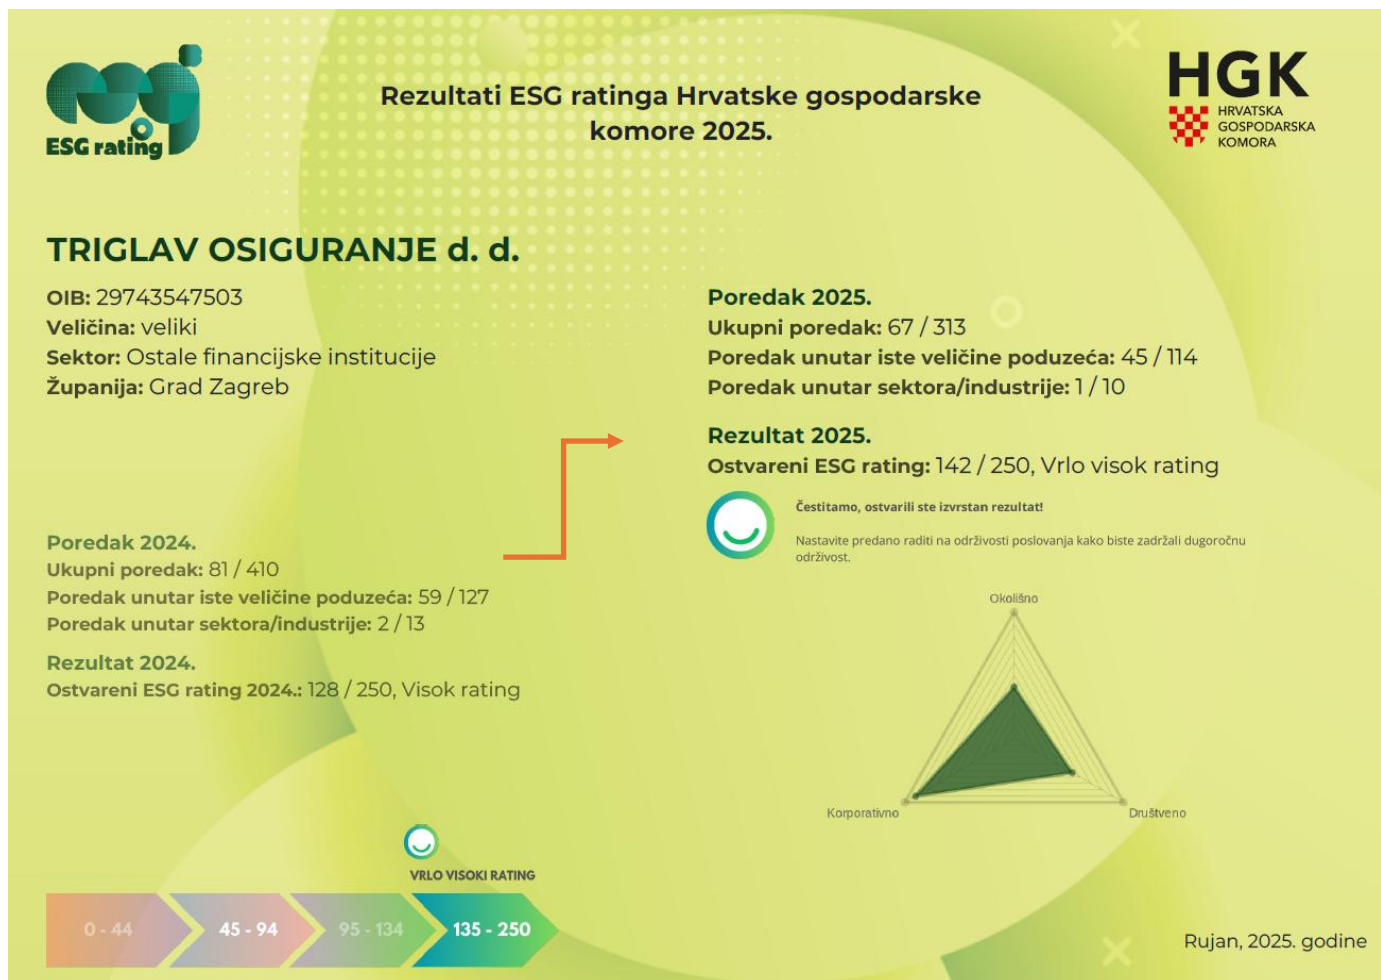 ESG rating
Rezultati ESG ratinga Hrvatske gospodarske
komore 2025.
HGK
HRVATSKA
GOSPODARSKA
KOMORA
TRIGLAV OSIGURANJE d. d.
OIB: 29743547503
Veličina: veliki
Sektor: Ostale financijske institucije
Županija: Grad Zagreb
Poredak 2025.
Ukupni poredak: 67 / 313
Poredak unutar iste veličine poduzeća: 45 / 114
Poredak unutar sektora/industrije: 1 / 10
Rezultat 2025.
Ostvareni ESG rating: 142 / 250, Vrlo visok rating
Čestitamo, ostvarili ste izvrstan rezultat!
Nastavite predano raditi na održivosti poslovanja kako biste zadržali dugoročnu
održivost.
Poredak 2024.
Ukupni poredak: 81 / 410
Poredak unutar iste veličine poduzeća: 59 / 127
Poredak unutar sektora/industrije: 2 / 13
Rezultat 2024.
Ostvareni ESG rating 2024.: 128 / 250, Visok rating
Okolišno
Korporativno
Društveno
VRLO VISOKI RATING
0 - 44
45 - 94
95 - 134
135 - 250
Rujan, 2025. godine